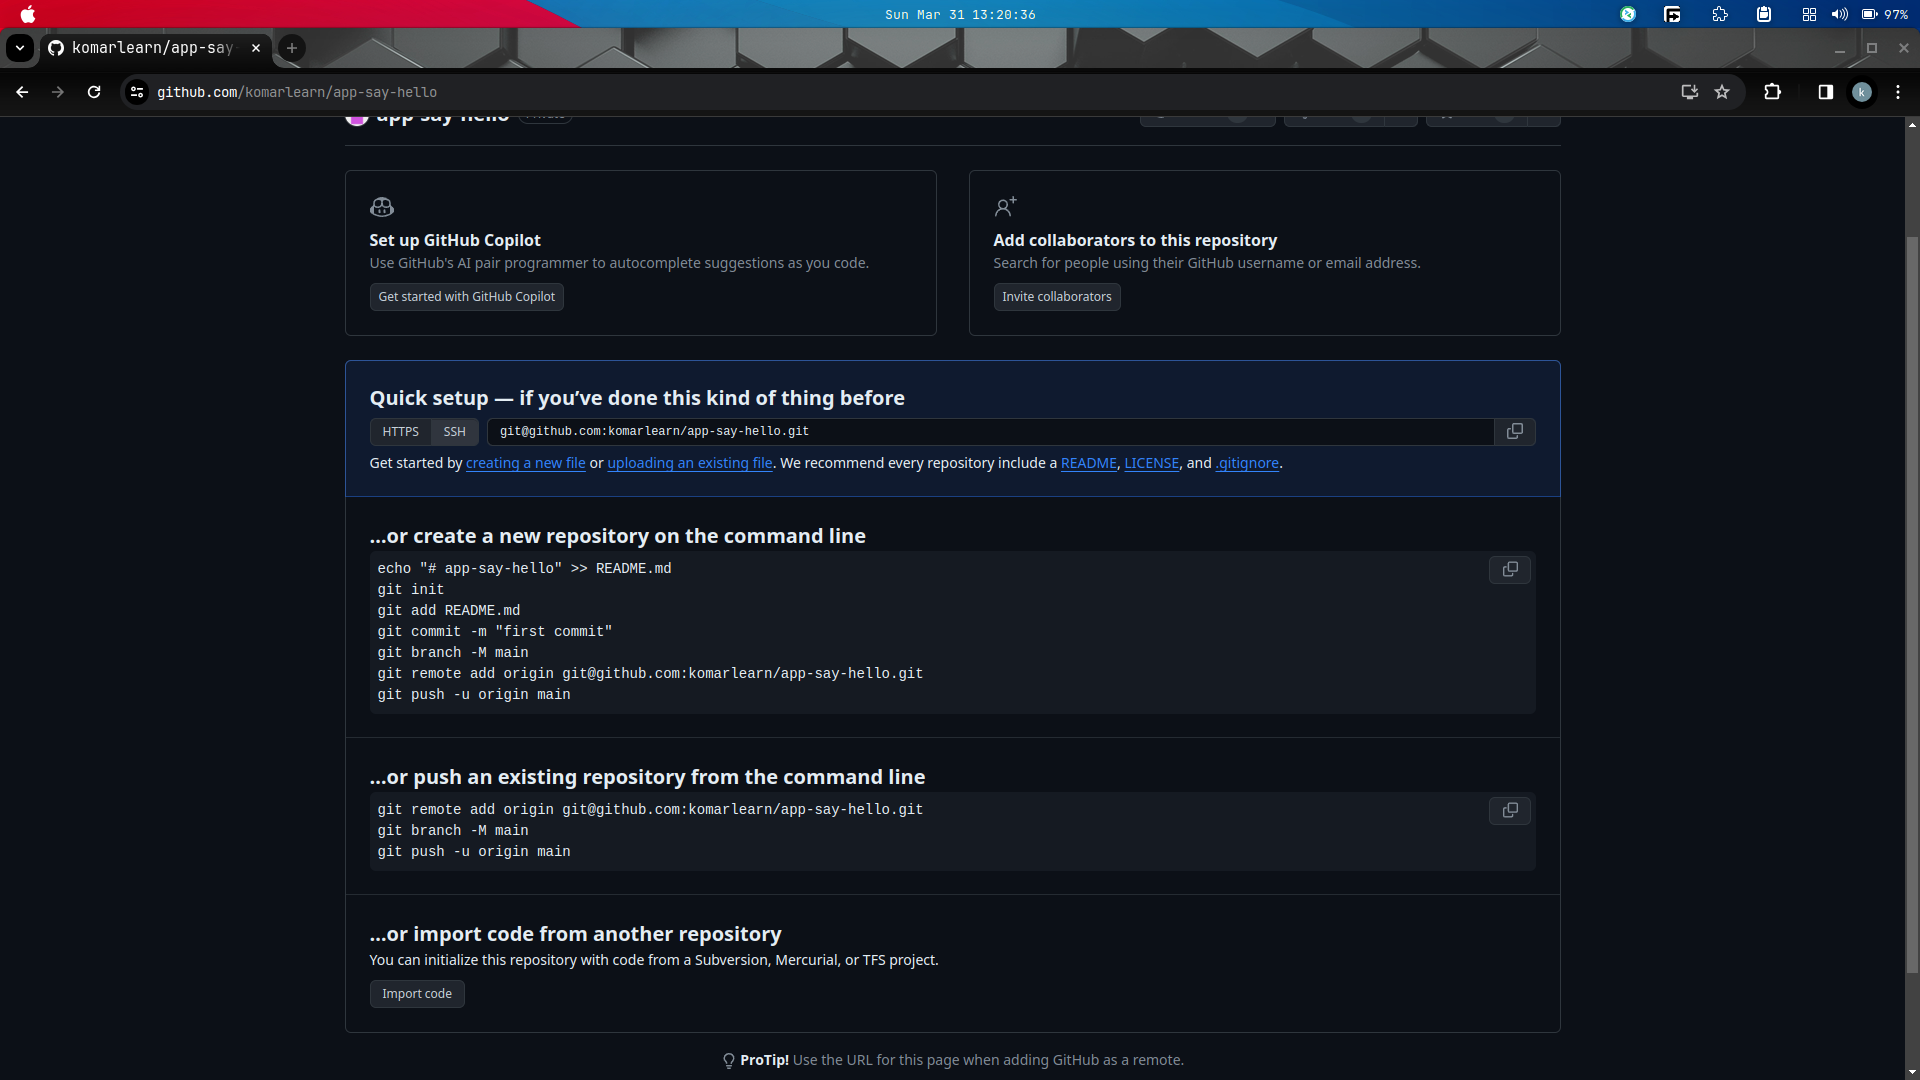 Sun Mar 31 13:20:36
97%
komarlearn/app-say
github.com/komarlearn/app-say-hello
k
app-say-hello Private
Set up GitHub Copilot
Use GitHub's AI pair programmer to autocomplete suggestions as you code.
Get started with GitHub Copilot
Add collaborators to this repository
Search for people using their GitHub username or email address.
Invite collaborators
Quick setup — if you’ve done this kind of thing before
HTTPS SSH git@github.com:komarlearn/app-say-hello.git
Get started by creating a new file or uploading an existing file. We recommend every repository include a README, LICENSE, and .gitignore.
…or create a new repository on the command line
echo "# app-say-hello" >> README.md
git init
git add README.md
git commit -m "first commit"
git branch -M main
git remote add origin git@github.com:komarlearn/app-say-hello.git
git push -u origin main
…or push an existing repository from the command line
git remote add origin git@github.com:komarlearn/app-say-hello.git
git branch -M main
git push -u origin main
…or import code from another repository
You can initialize this repository with code from a Subversion, Mercurial, or TFS project.
Import code
ProTip! Use the URL for this page when adding GitHub as a remote.